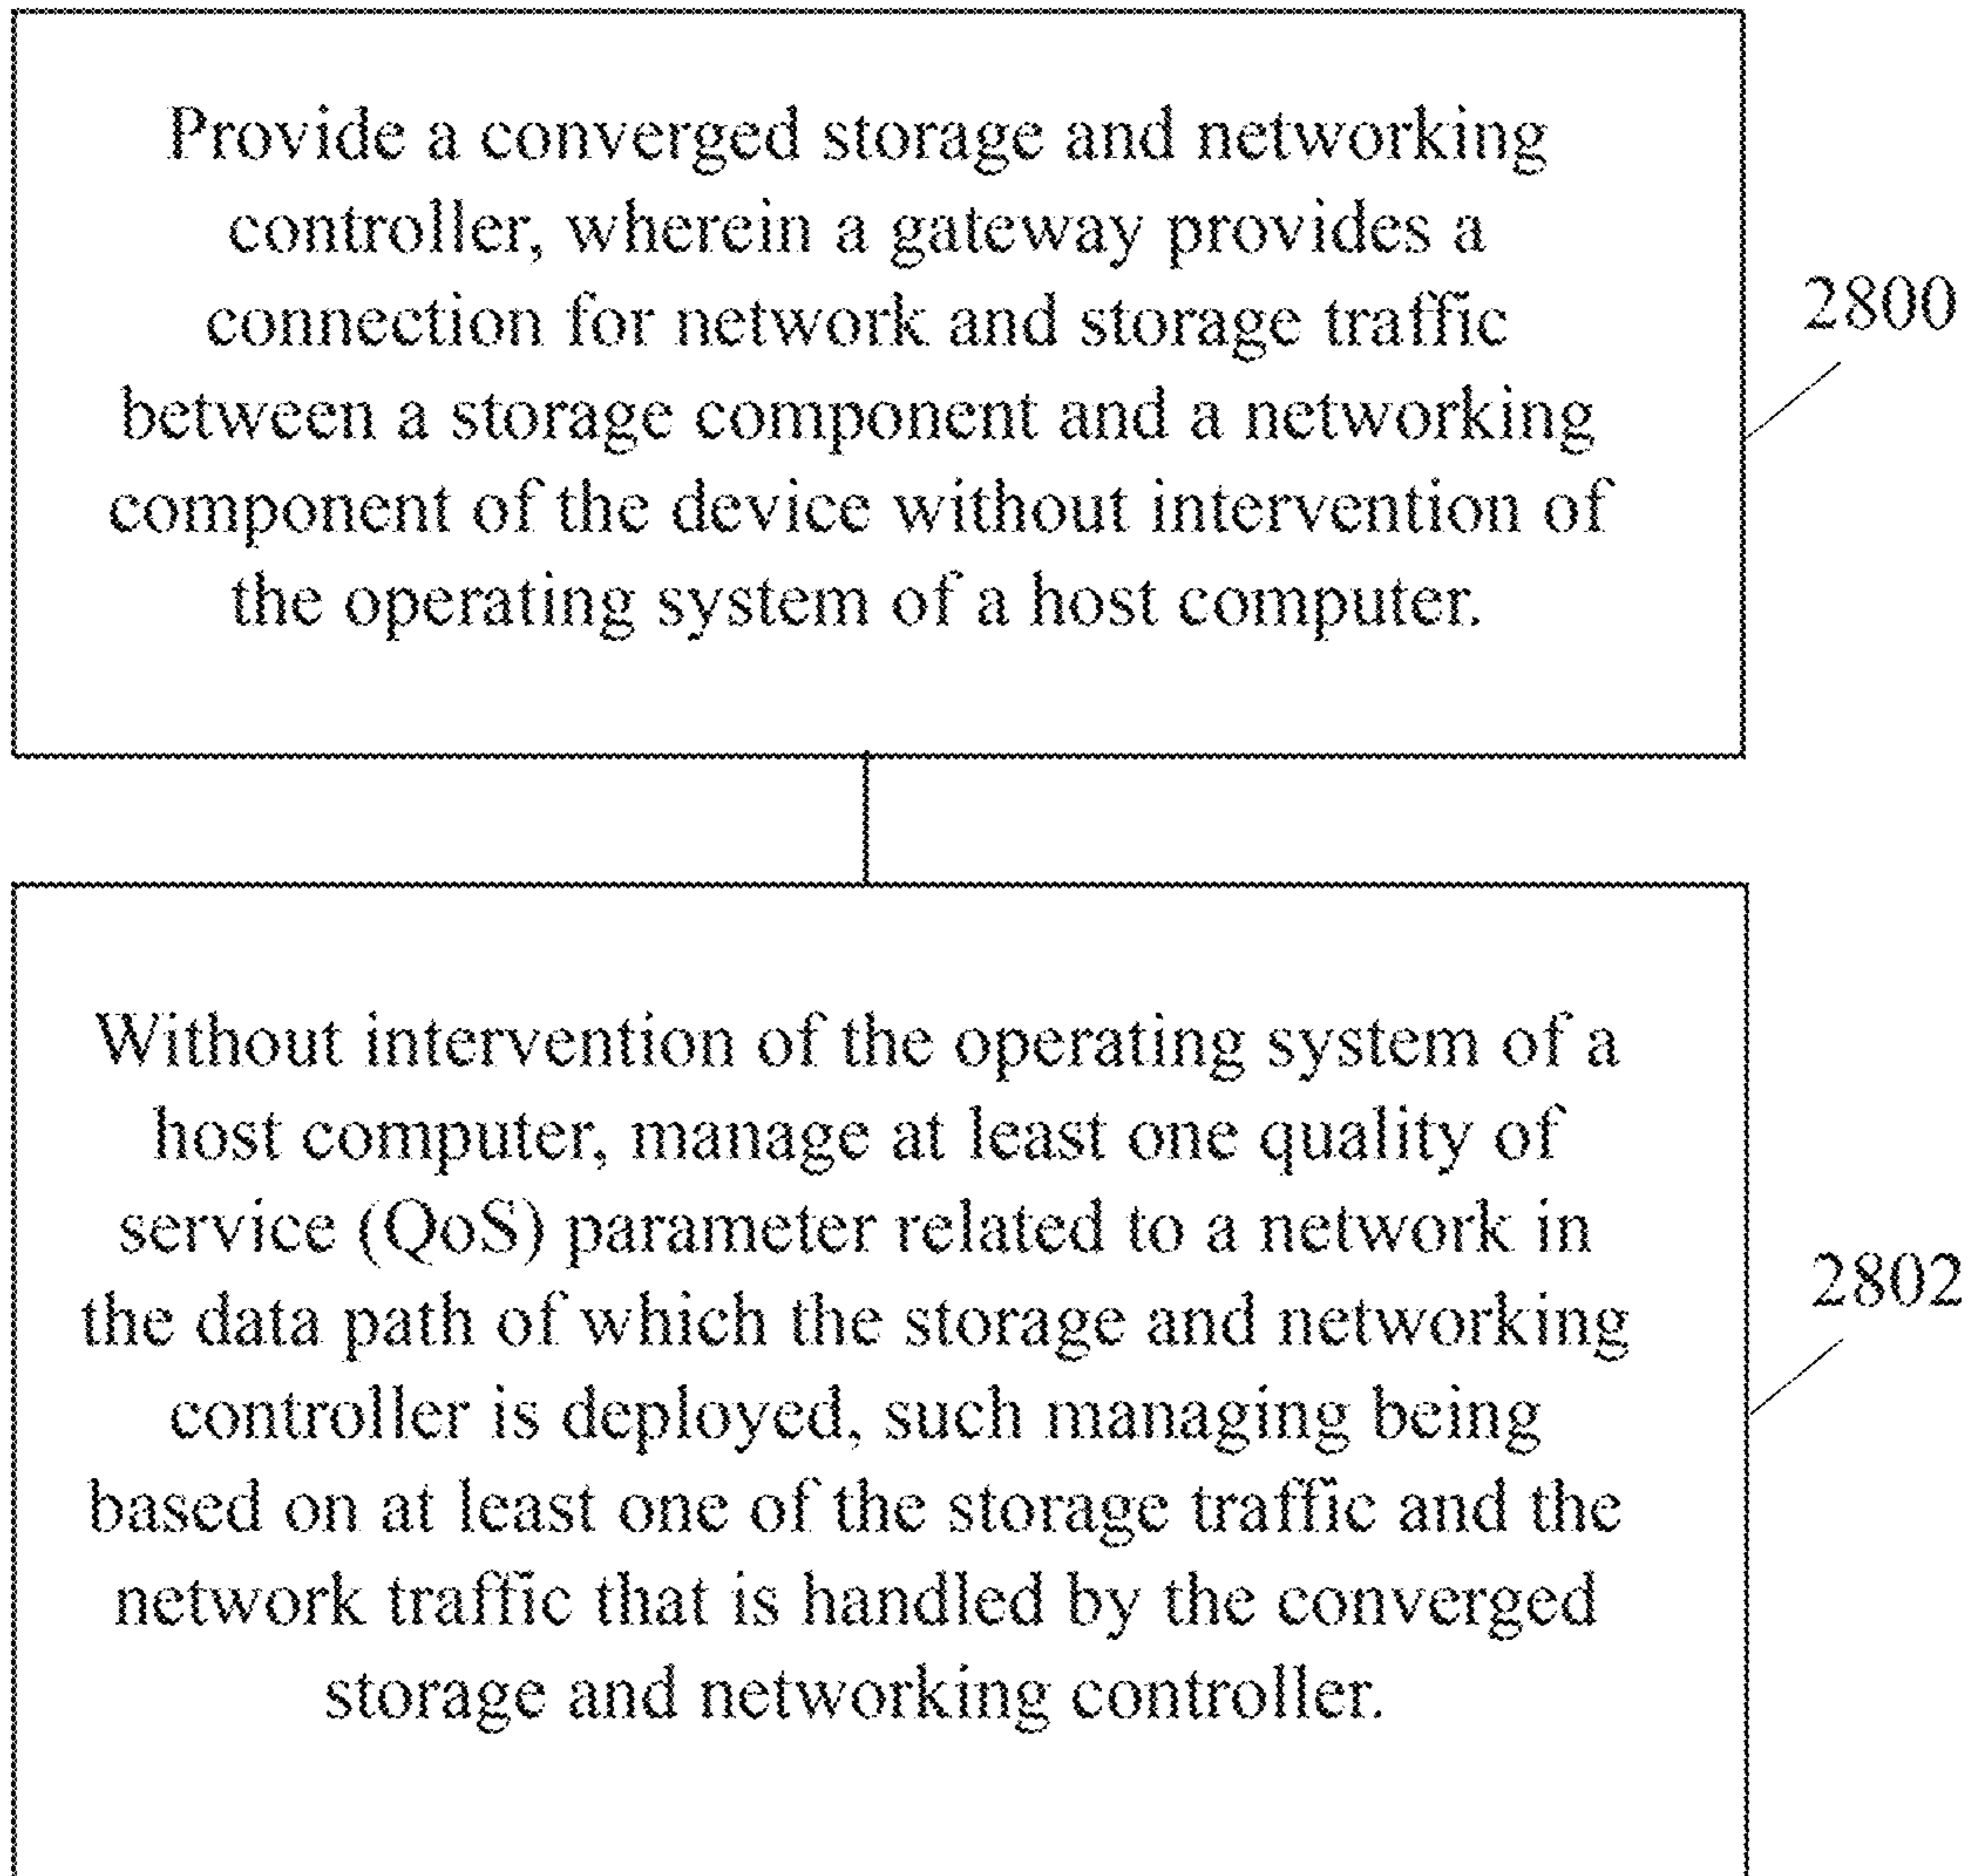 Provide a converged storage and networking
controller, wherein a gateway provides a
connection for network and storage traffic
between a storage component and a networking
component of the device without intervention of
the operating system of a host computer.
2800
Without intervention of the operating system of a
host computer, manage at least one quality of
service (QoS) parameter related to a network in
the data path of which the storage and networking
controller is deployed, such managing being
based on at least one of the storage traffic and the
network traffic that is handled by the converged
storage and networking controller.
2802